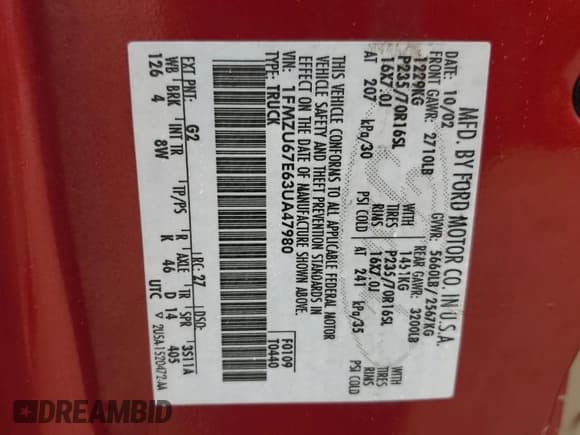 MFD. BY FORD MOTOR CO. IN U.S.A.
10/02 GVWR: 5660LB/2567KG
FRONT GAWR: 2710LB REAR GAWR: 3200LB
1229KG WITH 1451KG WITH
P235/70R16SL TIRES P235/70R16SL TIRES
16X7.0J RIMS 16X7.0J RIMS
AT 207 kPa/30 PSI COLD AT 241 kPa/35 PSI COLD
THIS VEHICLE CONFORMS TO ALL APPLICABLE FEDERAL MOTOR
VEHICLE SAFETY AND THEFT PREVENTION STANDARDS IN
EFFECT ON THE DATE OF MANUFACTURE SHOWN ABOVE.
VIN: 1FMZU67E63UA47980 F0109
TYPE: TRUCK T0440
EXT PNT: G2 RC: 27 DSO: 3S11A
WB BRK INT TR TP/PS R AXLE TR SPR
126 4 8W K 46 D 14 405
UTC ▽ 2USA 1520472-AA
DREAMBID